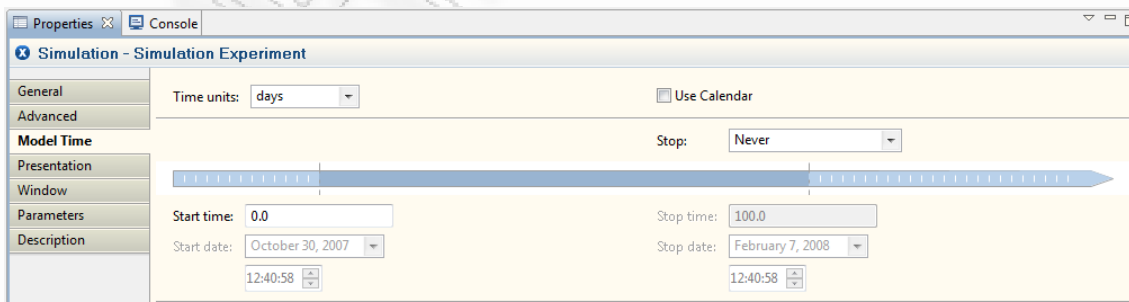 Properties Console
Simulation - Simulation Experiment
General
Advanced
Model Time
Presentation
Window
Parameters
Description
Time units: days Use Calendar
Stop: Never
Start time: 0.0 Stop time: 100.0
Start date: October 30, 2007 Stop date: February 7, 2008
12:40:58 12:40:58